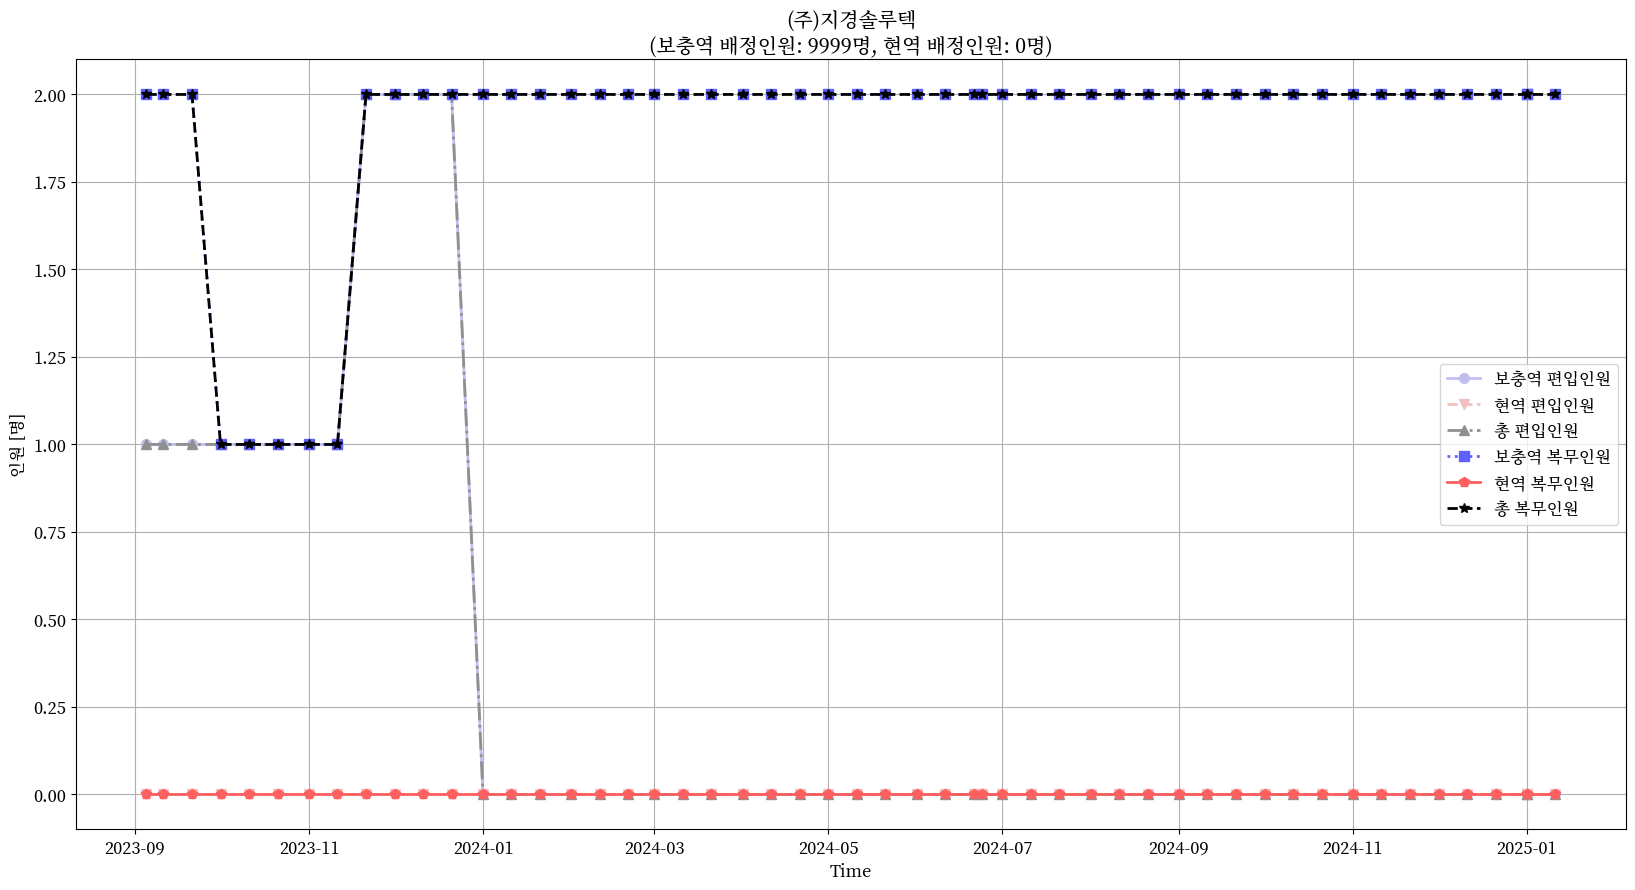 (주)지경솔루텍
(보충역 배정인원: 9999명, 현역 배정인원: 0명)
2.00
1.75
1.50
1.25
1.00
0.75
0.50
0.25
0.00
인원 [명]
보충역 편입인원
현역 편입인원
총 편입인원
보충역 복무인원
현역 복무인원
총 복무인원
2023-09 2023-11 2024-01 2024-03 2024-05 2024-07 2024-09 2024-11 2025-01
Time